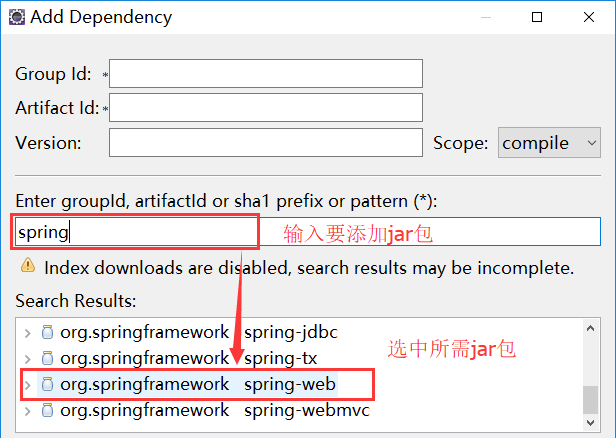 Add Dependency
Group Id: *
Artifact Id: *
Version: Scope: compile
Enter groupId, artifactId or sha1 prefix or pattern (*):
spring 输入要添加jar包
Index downloads are disabled, search results may be incomplete.
Search Results:
org.springframework spring-jdbc
选中所需jar包
org.springframework spring-tx
org.springframework spring-web
org.springframework spring-webmvc